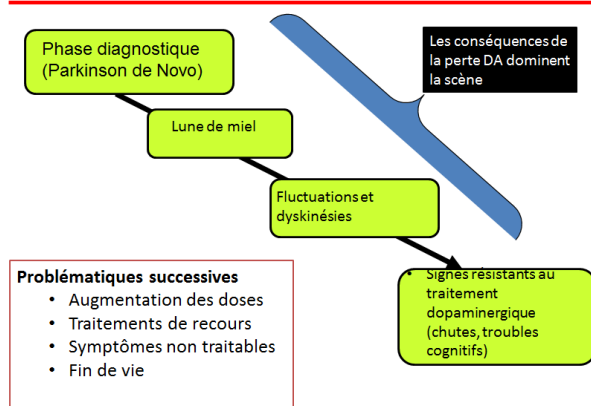 Phase diagnostique
(Parkinson de Novo)
Les conséquences de
la perte DA dominent
la scène
Lune de miel
Fluctuations et
dyskinésies
• Signes résistants au
traitement
dopaminergique
(chutes, troubles
cognitifs)
Problématiques successives
• Augmentation des doses
• Traitements de recours
• Symptômes non traitables
• Fin de vie